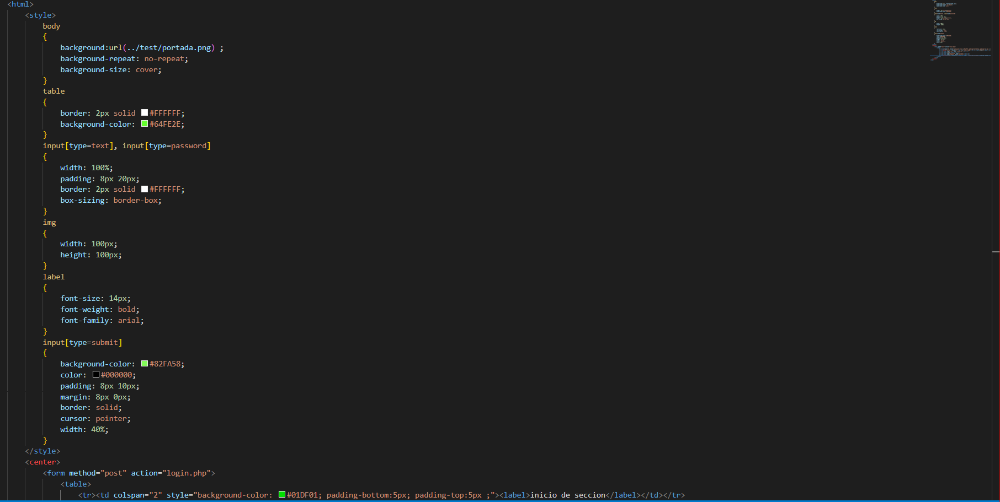 <html>
<style>
body
{
background:url(../test/portada.png) ;
background-repeat: no-repeat;
background-size: cover;
}
table
{
border: 2px solid #FFFFFF;
background-color: #64FE2E;
}
input[type=text], input[type=password]
{
width: 100%;
padding: 8px 20px;
border: 2px solid #FFFFFF;
box-sizing: border-box;
}
img
{
width: 100px;
height: 100px;
}
label
{
font-size: 14px;
font-weight: bold;
font-family: arial;
}
input[type=submit]
{
background-color: #82FA58;
color: #000000;
padding: 8px 10px;
margin: 8px 0px;
border: solid;
cursor: pointer;
width: 40%;
}
</style>
<center>
<form method="post" action="login.php">
<table>
<tr><td colspan="2" style="background-color: #01DF01; padding-bottom:5px; padding-top:5px ;"><label>inicio de seccion</label></td></tr>